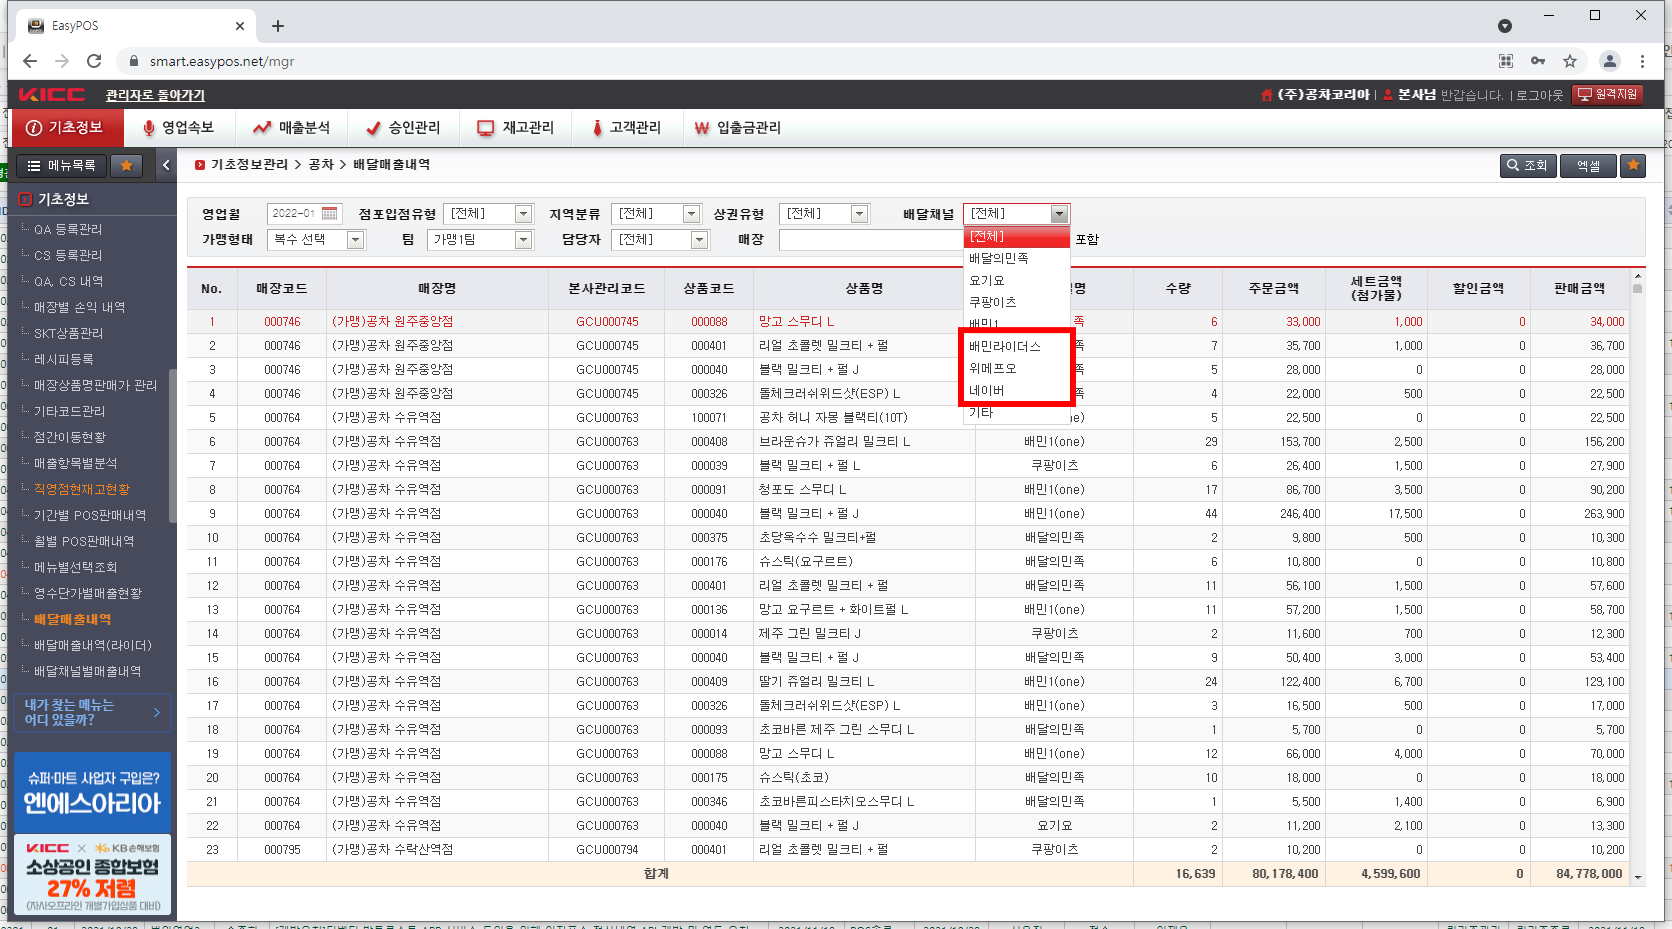 EasyPOS
smart.easypos.net/mgr
KICC 관리자로 돌아가기
(주)공차코리아 | 본사님 반갑습니다. | 로그아웃 원격지원
기초정보 영업속보 매출분석 승인관리 재고관리 고객관리 입출금관리
메뉴목록
기초정보관리 > 공차 > 배달매출내역
조회 엑셀
기초정보
QA 등록관리
CS 등록관리
QA, CS 내역
매장별 손익 내역
SKT상품관리
레시피등록
매장상품명판매가 관리
기타코드관리
점간이동현황
매출항목별분석
직영점현재고현황
기간별 POS판매내역
월별 POS판매내역
메뉴별선택조회
영수단가별매출현황
배달매출내역
배달매출내역(라이더)
배달채널별매출내역
내가 찾는 메뉴는
어디 있을까?
슈퍼·마트 사업자 구입은?
엔에스아리아
KICC × KB손해보험
소상공인 종합보험
27% 저렴
(자사오프라인 개별가입상품 대비)
영업월 2022-01 점포입점유형 [전체] 지역분류 [전체] 상권유형 [전체] 배달채널 [전체]
가맹형태 복수 선택 팀 가맹1팀 담당자 [전체] 매장 포함
[전체]
배달의민족
요기요
쿠팡이츠
배민1
배민라이더스
위메프오
네이버
기타
No. 매장코드 매장명 본사관리코드 상품코드 상품명 명 수량 주문금액 세트금액 할인금액 판매금액
(첨가물)
1 000746 (가맹)공차 원주중앙점 GCU000745 000088 망고 스무디 L 족 6 33,000 1,000 0 34,000
2 000746 (가맹)공차 원주중앙점 GCU000745 000401 리얼 초콜렛 밀크티 + 펄 족 7 35,700 1,000 0 36,700
3 000746 (가맹)공차 원주중앙점 GCU000745 000040 블랙 밀크티 + 펄 J 족 5 28,000 0 0 28,000
4 000746 (가맹)공차 원주중앙점 GCU000745 000326 돌체크러쉬위드샷(ESP) L 족 4 22,000 500 0 22,500
5 000764 (가맹)공차 수유역점 GCU000763 100071 공차 허니 자몽 블랙티(10T) ne) 5 22,500 0 0 22,500
6 000764 (가맹)공차 수유역점 GCU000763 000408 브라운슈가 쥬얼리 밀크티 L 배민1(one) 29 153,700 2,500 0 156,200
7 000764 (가맹)공차 수유역점 GCU000763 000039 블랙 밀크티 + 펄 L 쿠팡이츠 6 26,400 1,500 0 27,900
8 000764 (가맹)공차 수유역점 GCU000763 000091 청포도 스무디 L 배민1(one) 17 86,700 3,500 0 90,200
9 000764 (가맹)공차 수유역점 GCU000763 000040 블랙 밀크티 + 펄 J 배민1(one) 44 246,400 17,500 0 263,900
10 000764 (가맹)공차 수유역점 GCU000763 000375 초당옥수수 밀크티+펄 배달의민족 2 9,800 500 0 10,300
11 000764 (가맹)공차 수유역점 GCU000763 000176 슈스틱(요구르트) 배달의민족 6 10,800 0 0 10,800
12 000764 (가맹)공차 수유역점 GCU000763 000401 리얼 초콜렛 밀크티 + 펄 배달의민족 11 56,100 1,500 0 57,600
13 000764 (가맹)공차 수유역점 GCU000763 000136 망고 요구르트 + 화이트펄 L 배민1(one) 11 57,200 1,500 0 58,700
14 000764 (가맹)공차 수유역점 GCU000763 000014 제주 그린 밀크티 J 쿠팡이츠 2 11,600 700 0 12,300
15 000764 (가맹)공차 수유역점 GCU000763 000040 블랙 밀크티 + 펄 J 배달의민족 9 50,400 3,000 0 53,400
16 000764 (가맹)공차 수유역점 GCU000763 000409 딸기 쥬얼리 밀크티 L 배민1(one) 24 122,400 6,700 0 129,100
17 000764 (가맹)공차 수유역점 GCU000763 000326 돌체크러쉬위드샷(ESP) L 배민1(one) 3 16,500 500 0 17,000
18 000764 (가맹)공차 수유역점 GCU000763 000093 초코바른 제주 그린 스무디 L 배달의민족 1 5,700 0 0 5,700
19 000764 (가맹)공차 수유역점 GCU000763 000088 망고 스무디 L 배민1(one) 12 66,000 4,000 0 70,000
20 000764 (가맹)공차 수유역점 GCU000763 000175 슈스틱(초코) 배달의민족 10 18,000 0 0 18,000
21 000764 (가맹)공차 수유역점 GCU000763 000346 초코바른피스타치오스무디 L 배달의민족 1 5,500 1,400 0 6,900
22 000764 (가맹)공차 수유역점 GCU000763 000040 블랙 밀크티 + 펄 J 요기요 2 11,200 2,100 0 13,300
23 000795 (가맹)공차 수락산역점 GCU000794 000401 리얼 초콜렛 밀크티 + 펄 쿠팡이츠 2 10,200 0 0 10,200
합계 16,639 80,178,400 4,599,600 0 84,778,000